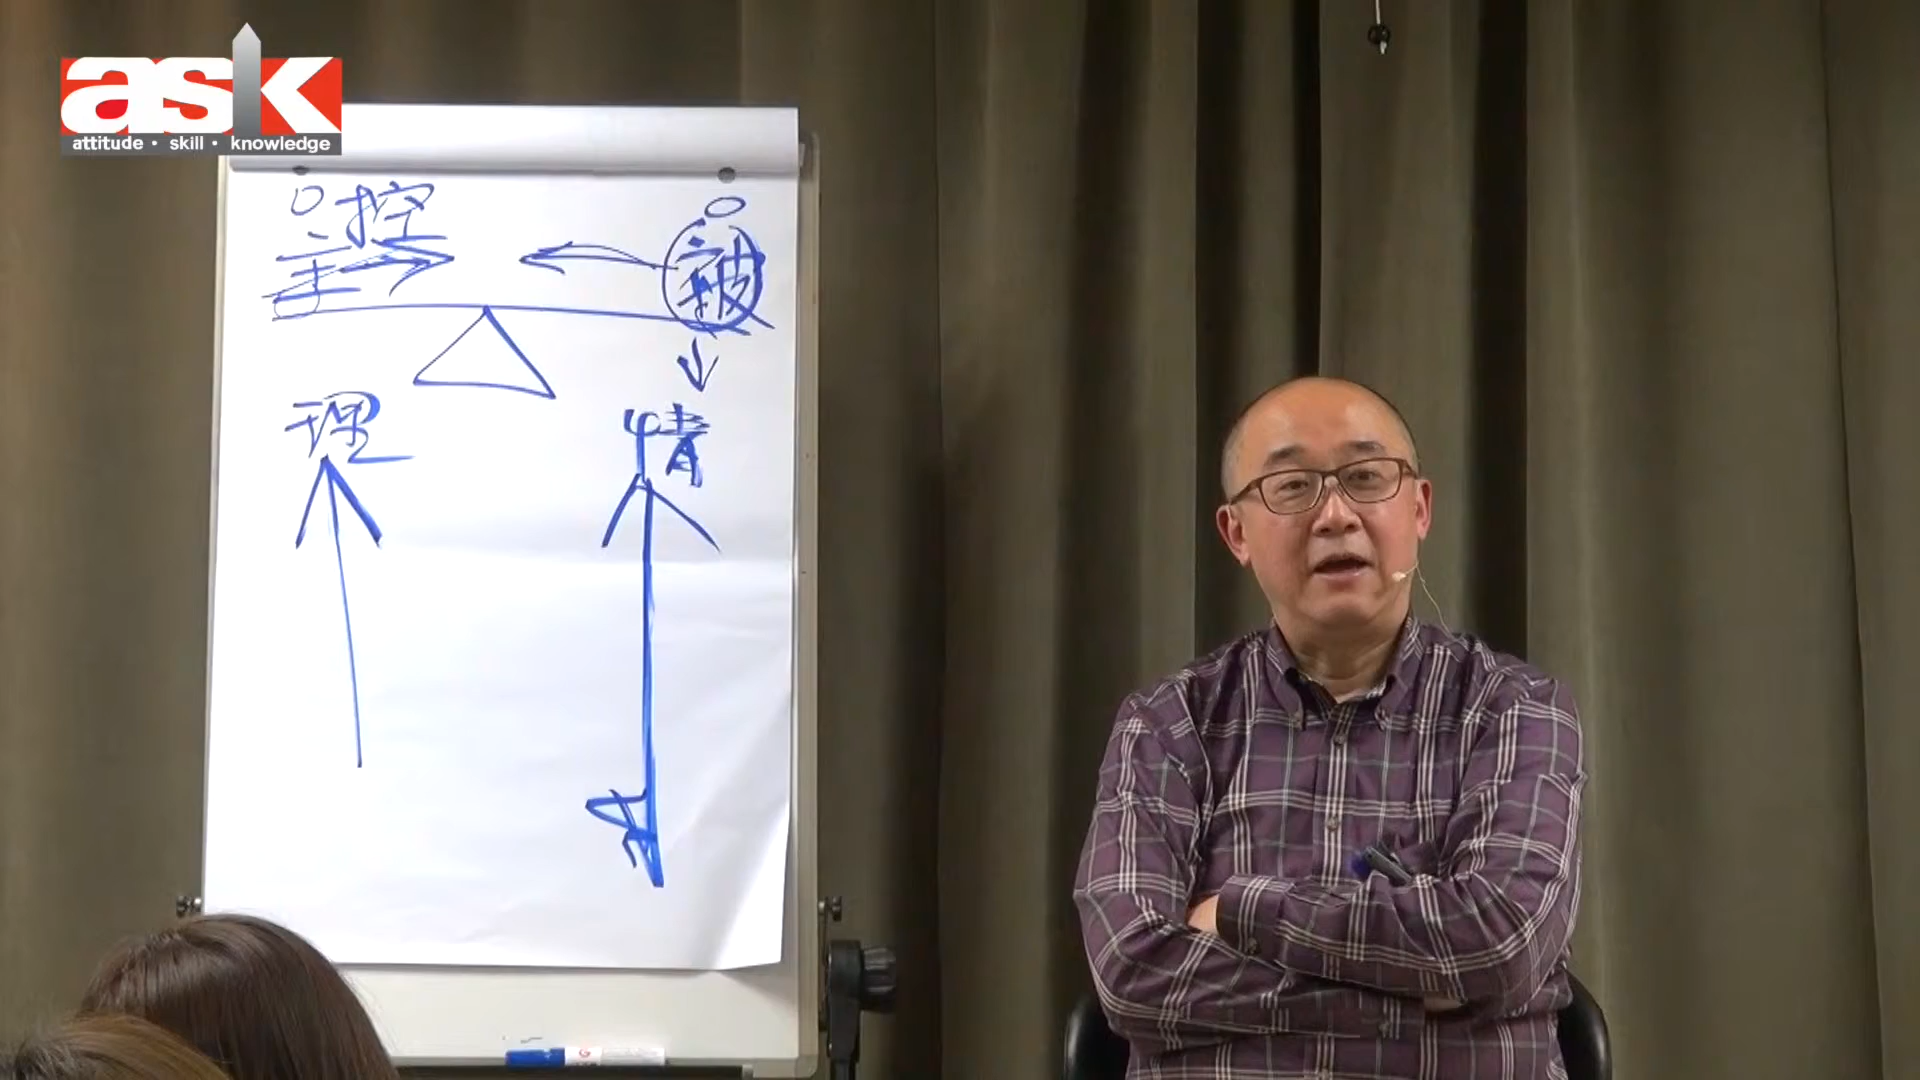 ask
attitude • skill • knowledge
控
主
被
理
情
G